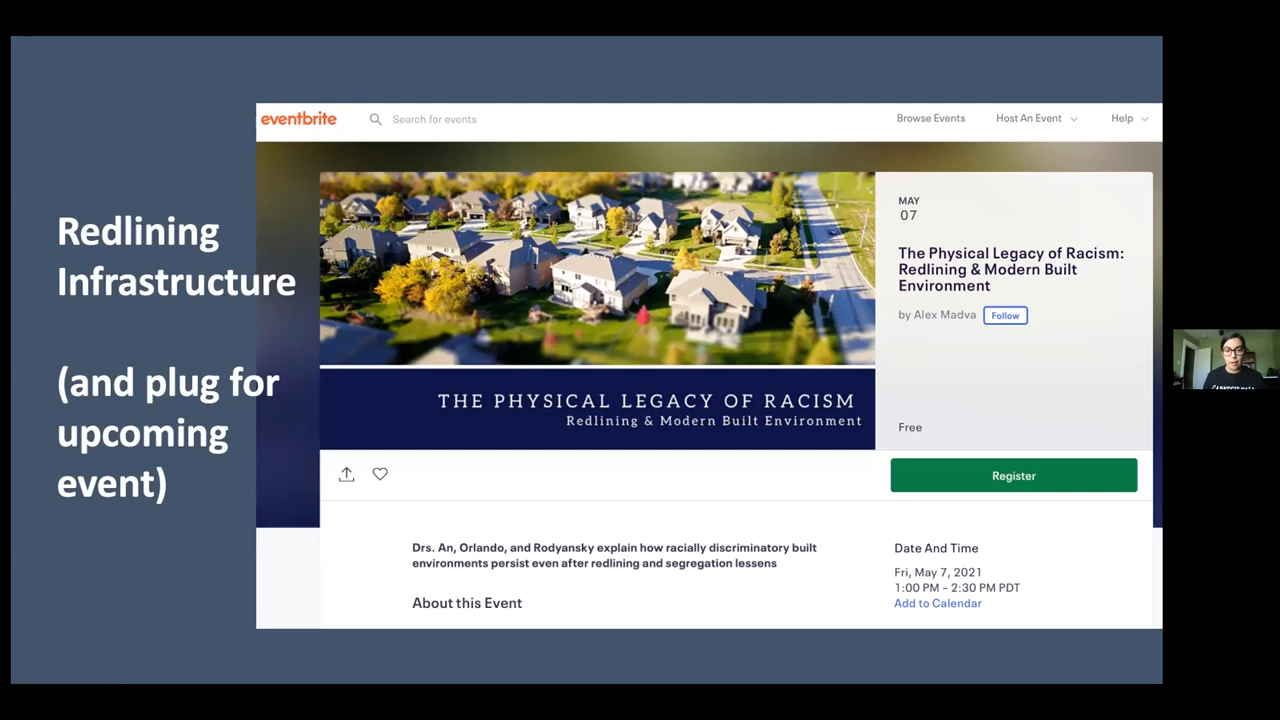 Redlining
Infrastructure
(and plug for
upcoming
event)
eventbrite
Search for events
Browse Events
Host An Event
Help
THE PHYSICAL LEGACY OF RACISM
Redlining & Modern Built Environment
MAY
07
The Physical Legacy of Racism:
Redlining & Modern Built
Environment
by Alex Madva
Follow
Free
Register
Drs. An, Orlando, and Rodyansky explain how racially discriminatory built
environments persist even after redlining and segregation lessens
About this Event
Date And Time
Fri, May 7, 2021
1:00 PM – 2:30 PM PDT
Add to Calendar